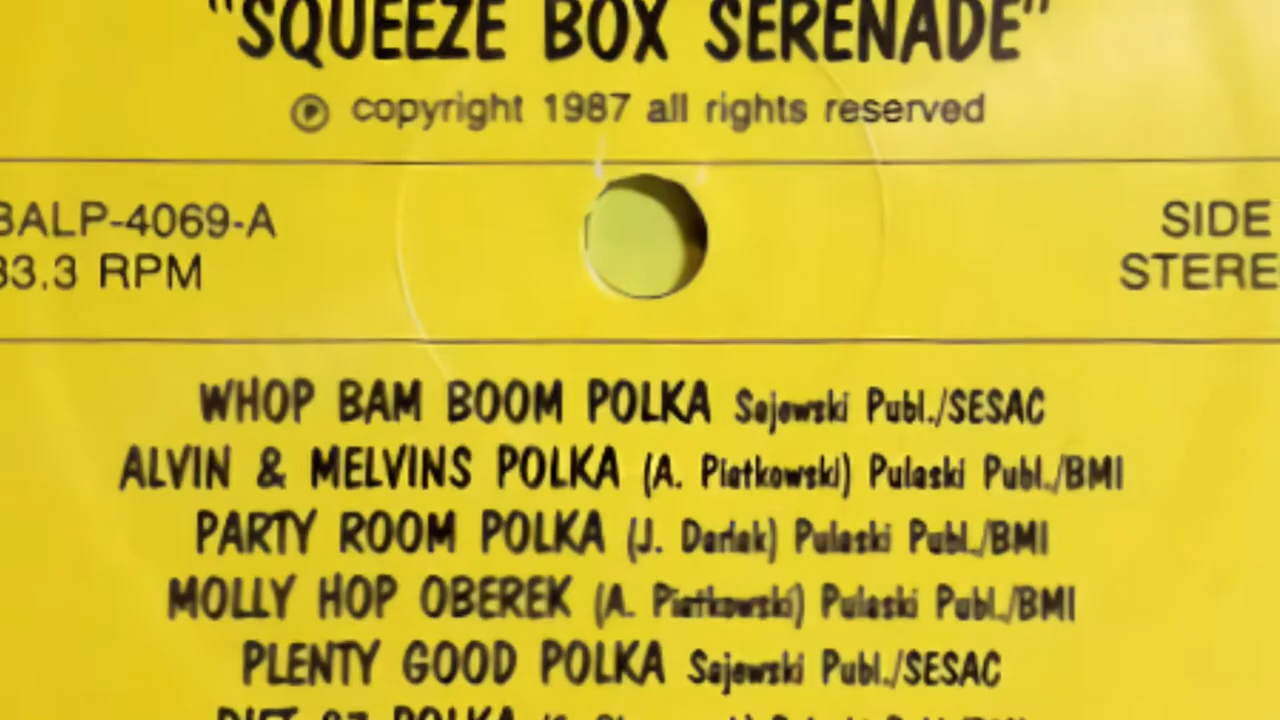 "SQUEEZE BOX SERENADE"
℗ copyright 1987 all rights reserved
BALP-4069-A
33.3 RPM
SIDE
STERE
WHOP BAM BOOM POLKA Sajewski Publ./SESAC
ALVIN & MELVINS POLKA (A. Piatkowski) Pulaski Publ./BMI
PARTY ROOM POLKA (J. Darlak) Pulaski Publ./BMI
MOLLY HOP OBEREK (A. Piatkowski) Pulaski Publ./BMI
PLENTY GOOD POLKA Sajewski Publ./SESAC
POLKA